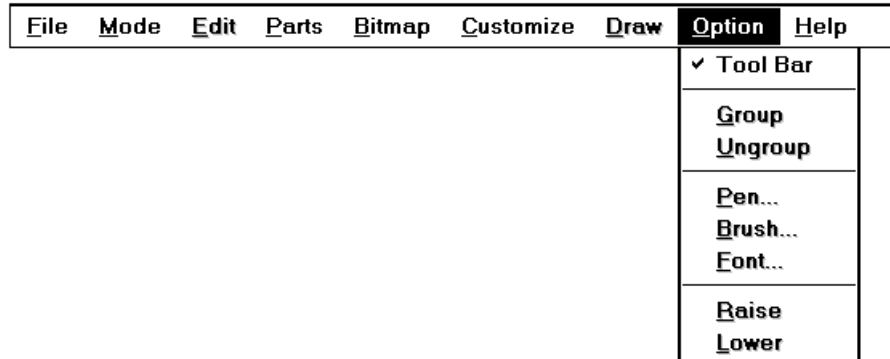 File Mode Edit Parts Bitmap Customize Draw Option Help
✓ Tool Bar
Group
Ungroup
Pen...
Brush...
Font...
Raise
Lower